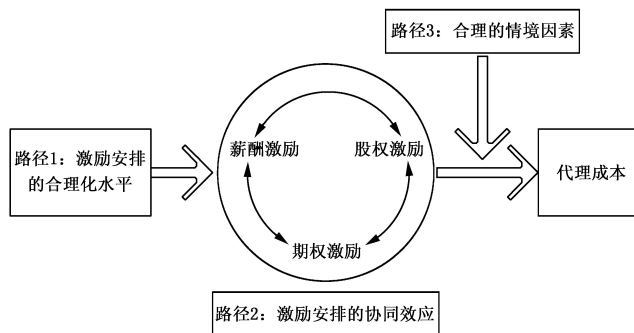 路径3：合理的情境因素
路径1：激励安排
的合理化水平
薪酬激励
股权激励
代理成本
期权激励
路径2：激励安排的协同效应